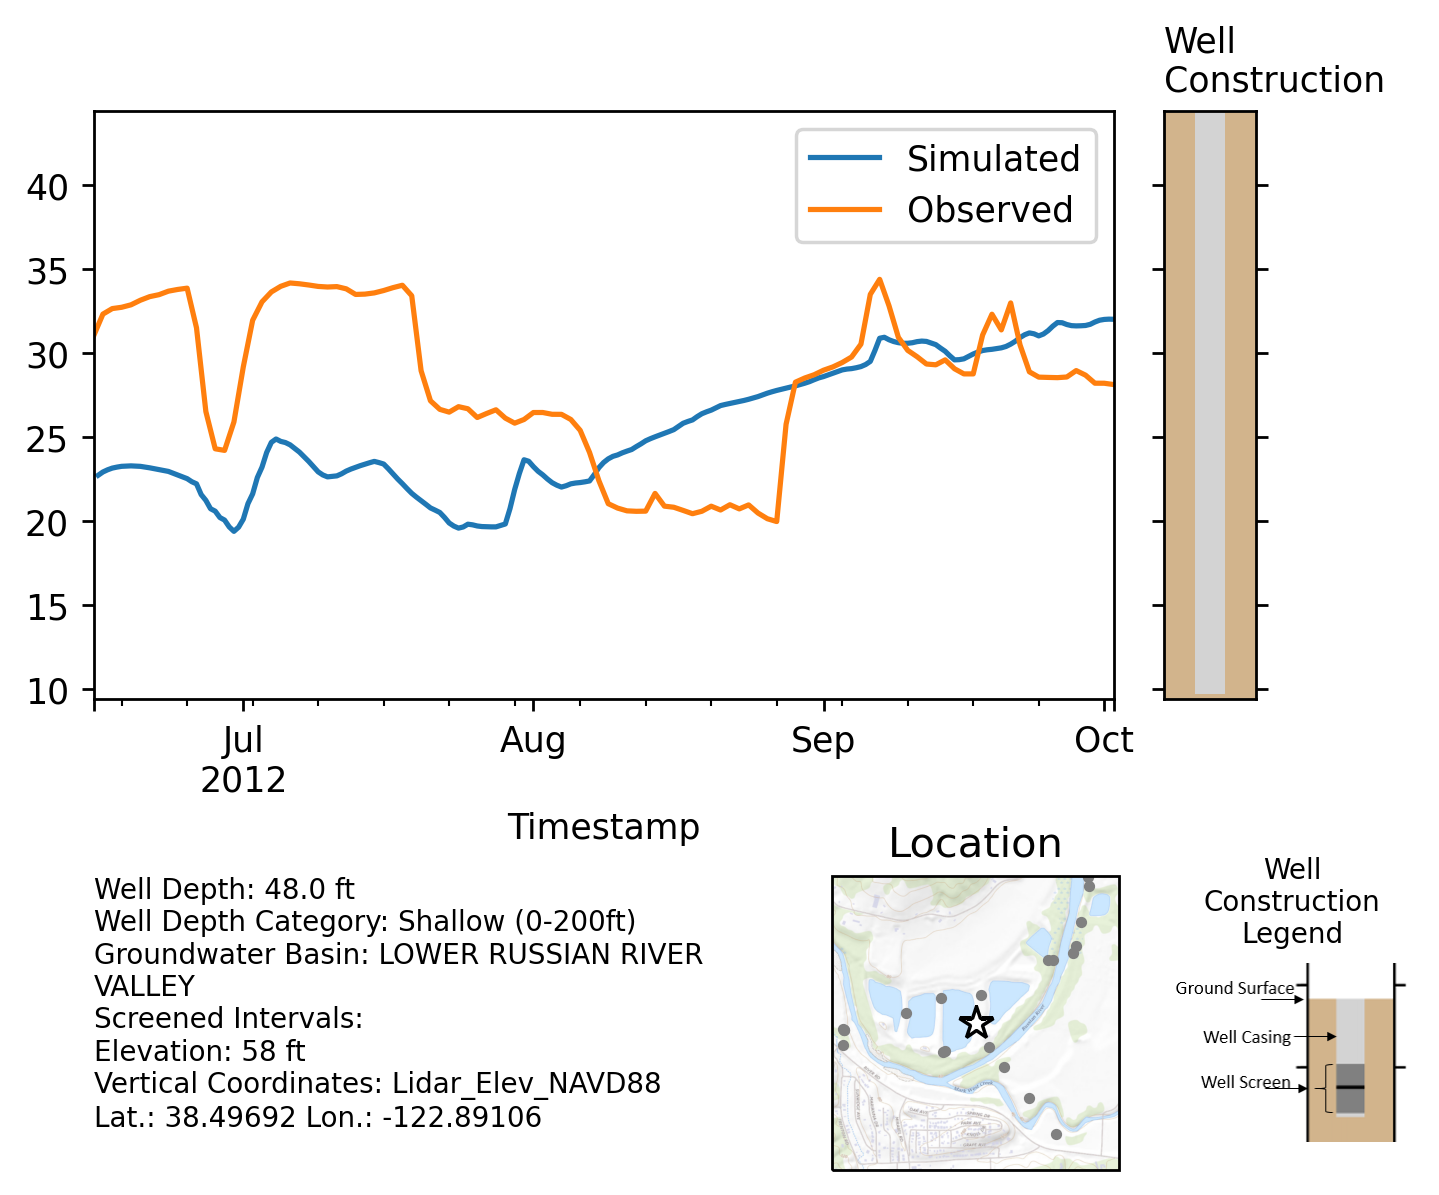 Well
Construction
Simulated
Observed
40
35
30
25
20
15
10
Jul
Aug
Sep
Oct
2012
Timestamp
Location
Well Depth: 48.0 ft
Well Depth Category: Shallow (0-200ft)
Groundwater Basin: LOWER RUSSIAN RIVER
VALLEY
Screened Intervals:
Elevation: 58 ft
Vertical Coordinates: Lidar_Elev_NAVD88
Lat.: 38.49692 Lon.: -122.89106
Well
Construction
Legend
Ground Surface
Well Casing
Well Screen